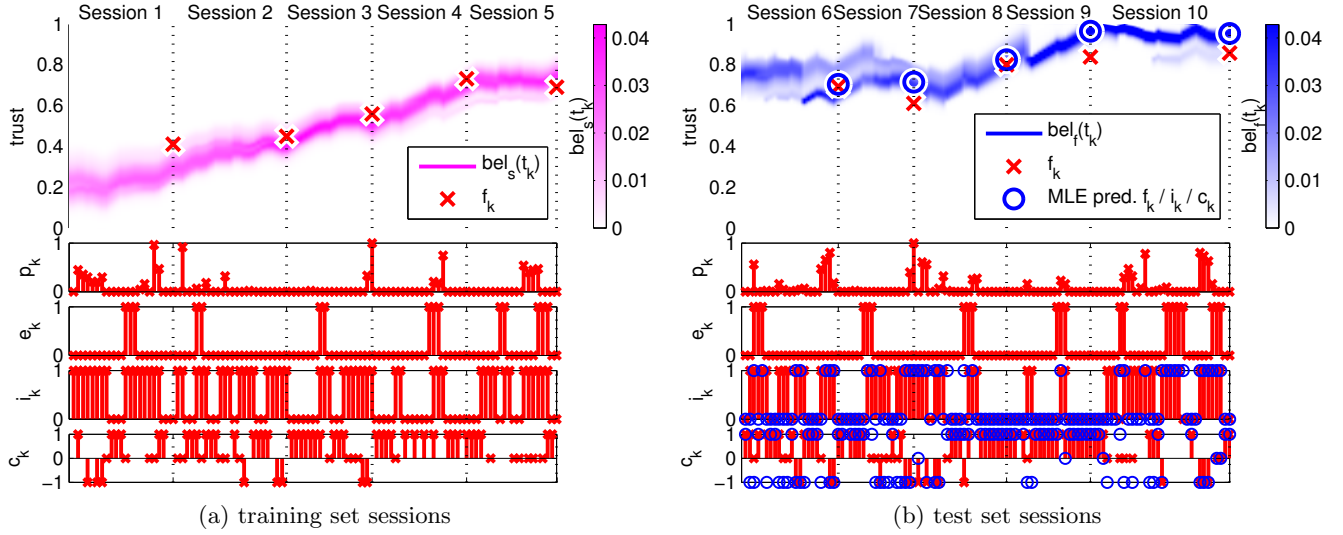 Session 1 Session 2 Session 3 Session 4 Session 5
trust
1
0.8
0.6
0.4
0.2
0
bel_s(t_k)
f_k
0.04
0.03
0.02
0.01
0
bel_s(t_k)
p_k
1
0
e_k
1
0
i_k
1
0
c_k
1
0
−1
(a) training set sessions
Session 6 Session 7 Session 8 Session 9 Session 10
trust
1
0.8
0.6
0.4
0.2
0
bel_f(t_k)
f_k
MLE pred. f_k / i_k / c_k
0.04
0.03
0.02
0.01
0
bel_f(t_k)
p_k
1
0
e_k
1
0
i_k
1
0
c_k
1
0
−1
(b) test set sessions